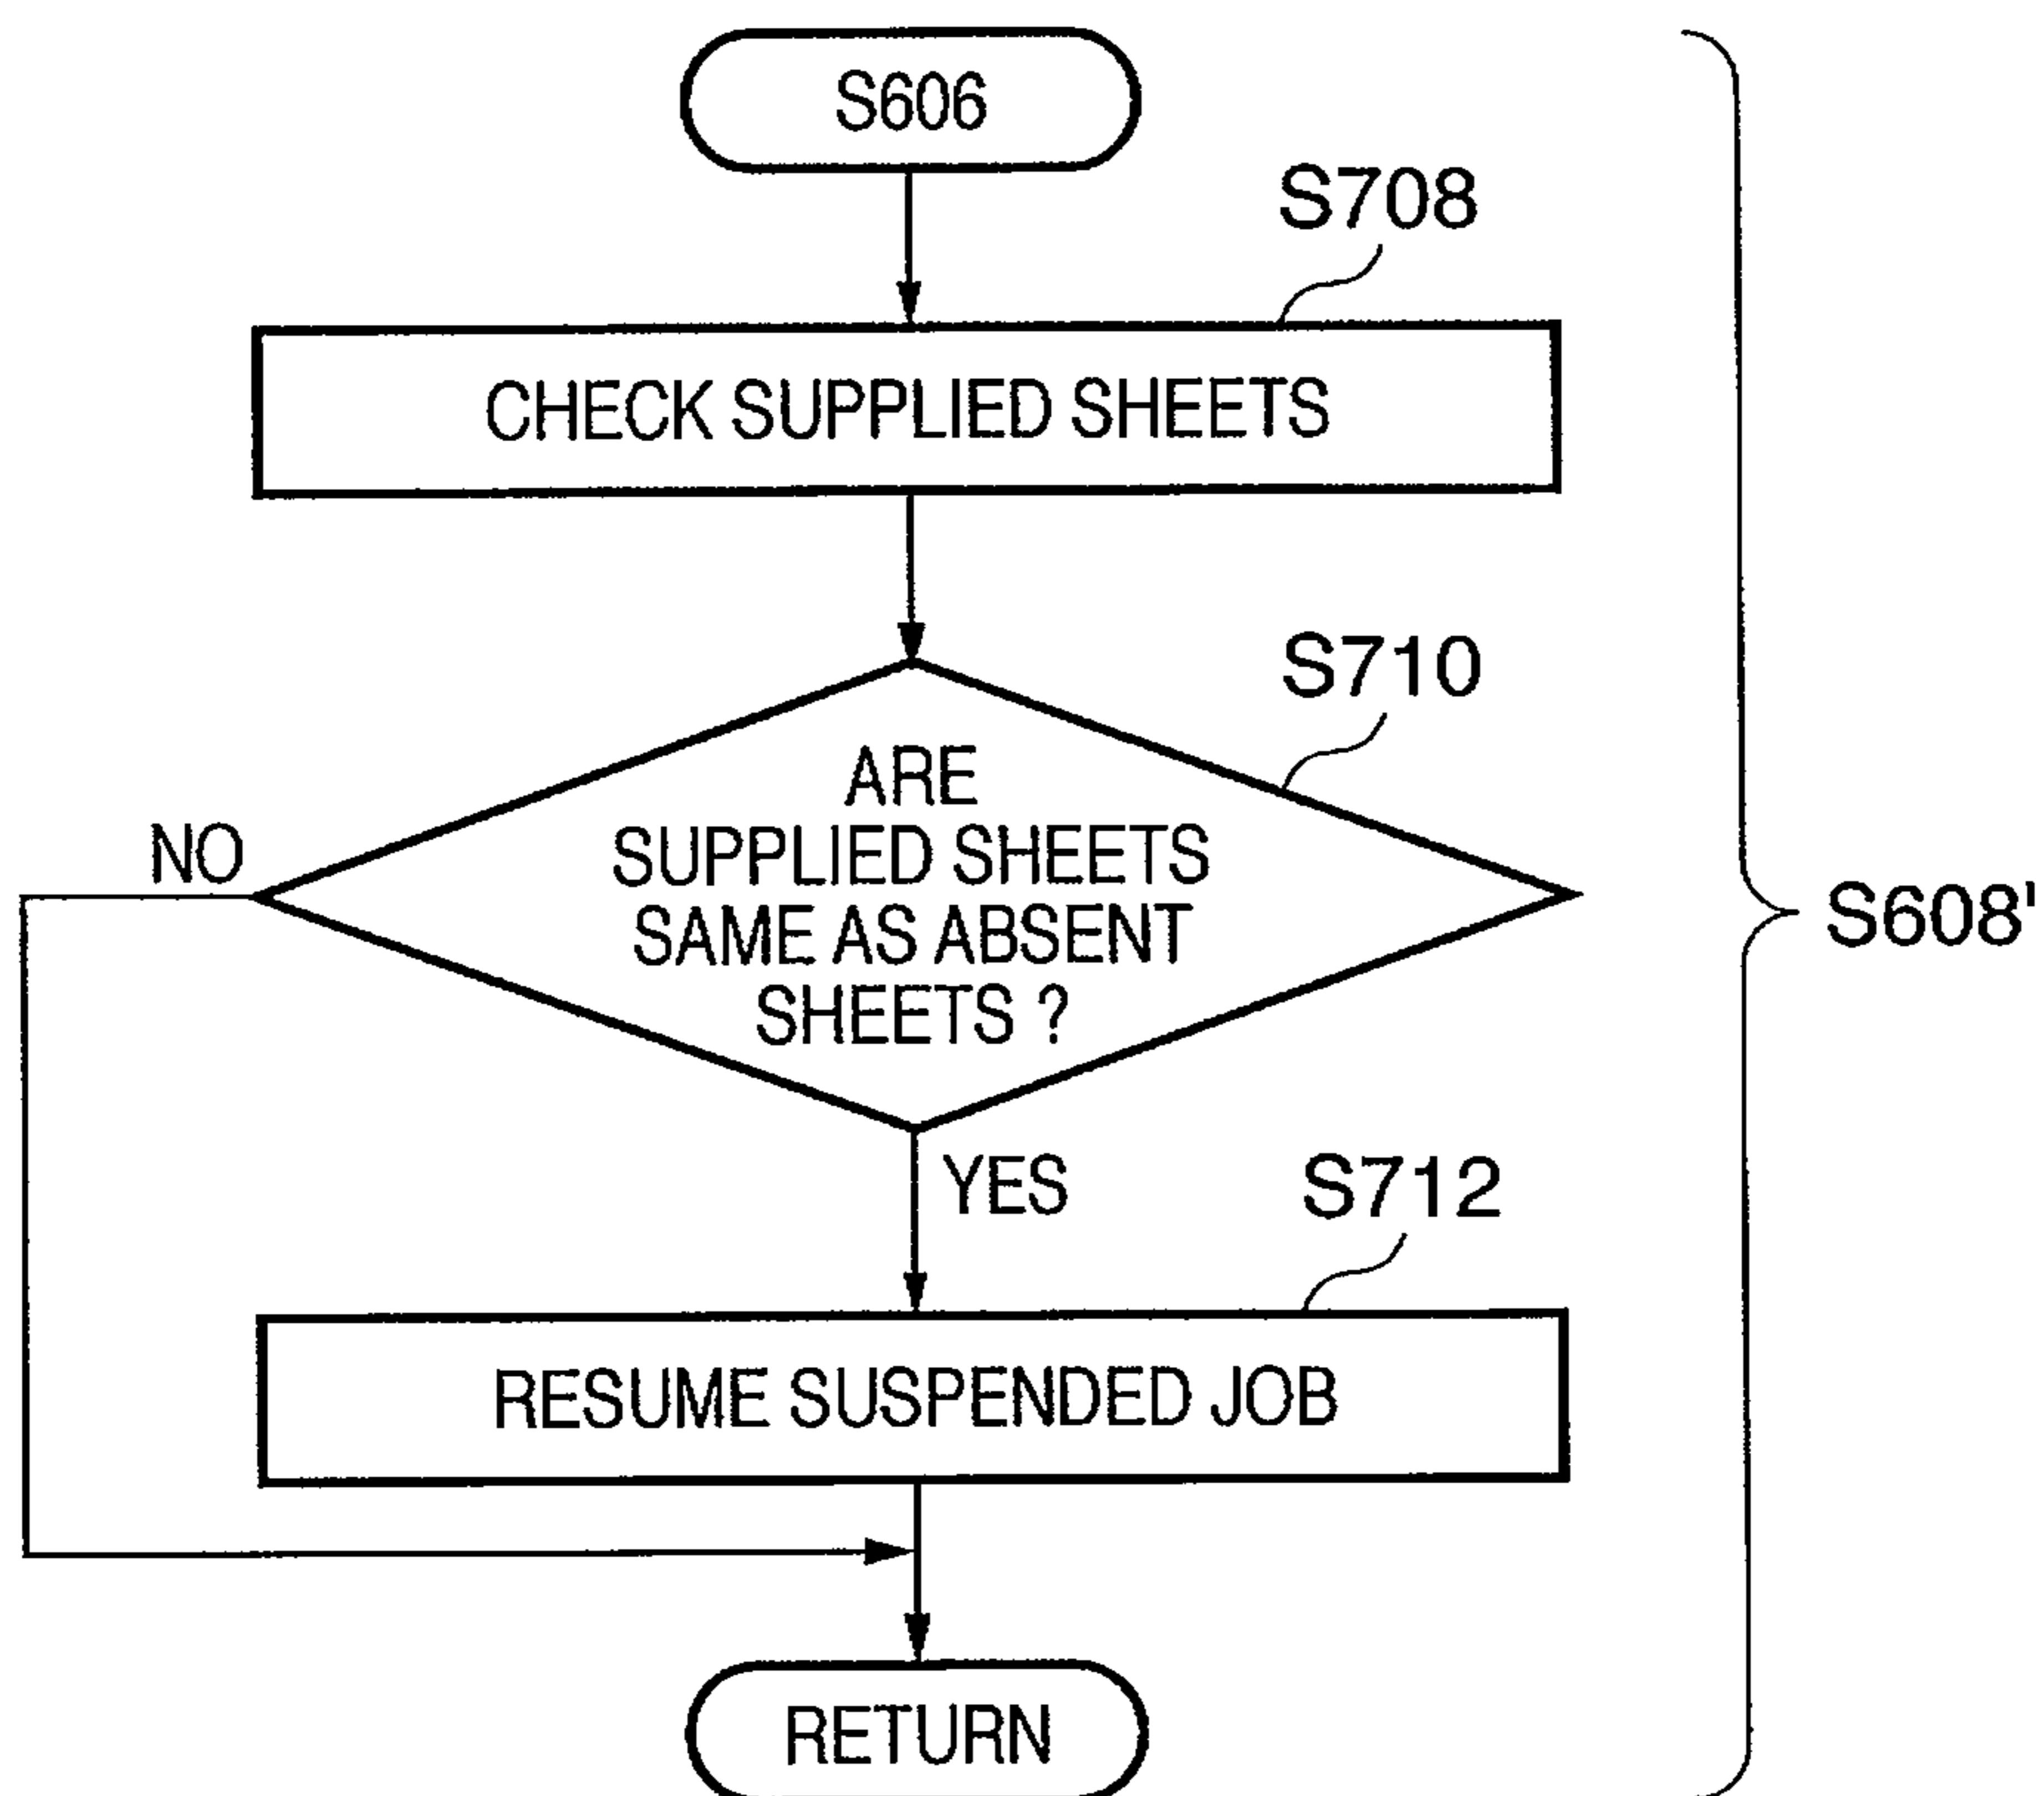 S606
S708
CHECK SUPPLIED SHEETS
S710
ARE
SUPPLIED SHEETS
SAME AS ABSENT
SHEETS ?
NO
S608'
YES
S712
RESUME SUSPENDED JOB
RETURN